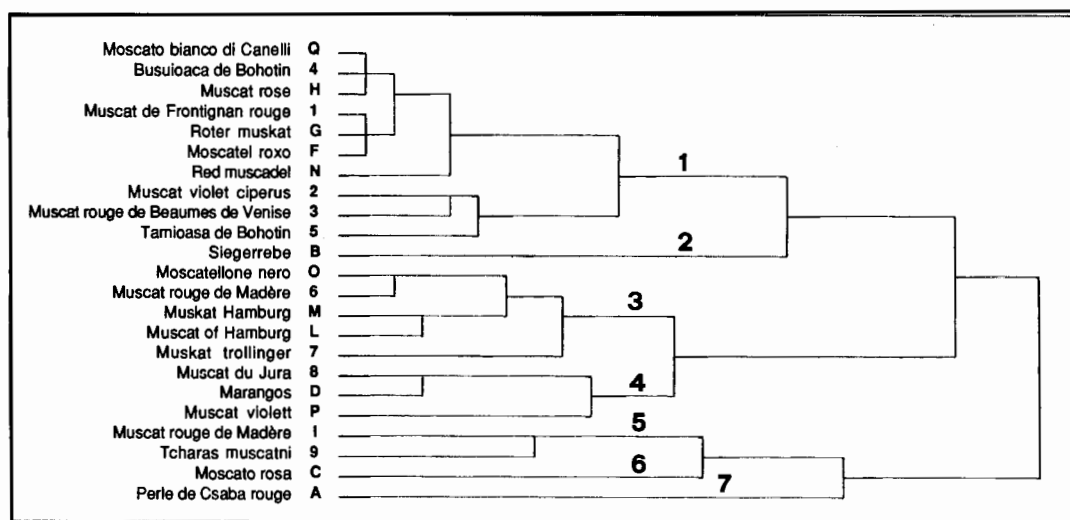 Moscato bianco di Canelli Q
Busuioaca de Bohotin 4
Muscat rose H
Muscat de Frontignan rouge 1
Roter muskat G
Moscatel roxo F
Red muscadel N
1
Muscat violet ciperus 2
Muscat rouge de Beaumes de Venise 3
Tamioasa de Bohotin 5
Siegerrebe B
2
Moscatellone nero O
Muscat rouge de Madère 6
3
Muskat Hamburg M
Muscat of Hamburg L
Muskat trollinger 7
Muscat du Jura 8
4
Marangos D
Muscat violett P
5
Muscat rouge de Madère I
Tcharas muscatni 9
6
Moscato rosa C
7
Perle de Csaba rouge A